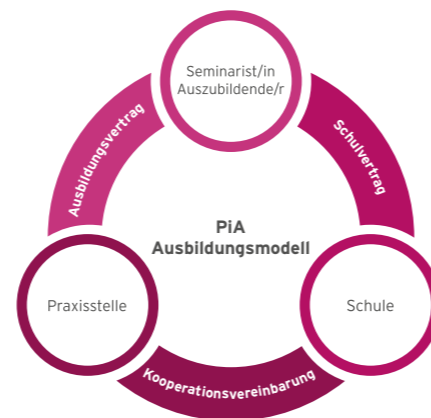 Seminarist/in
Auszubildende/r
Ausbildungsvertrag
Schulvertrag
PiA
Ausbildungsmodell
Praxisstelle
Schule
Kooperationsvereinbarung